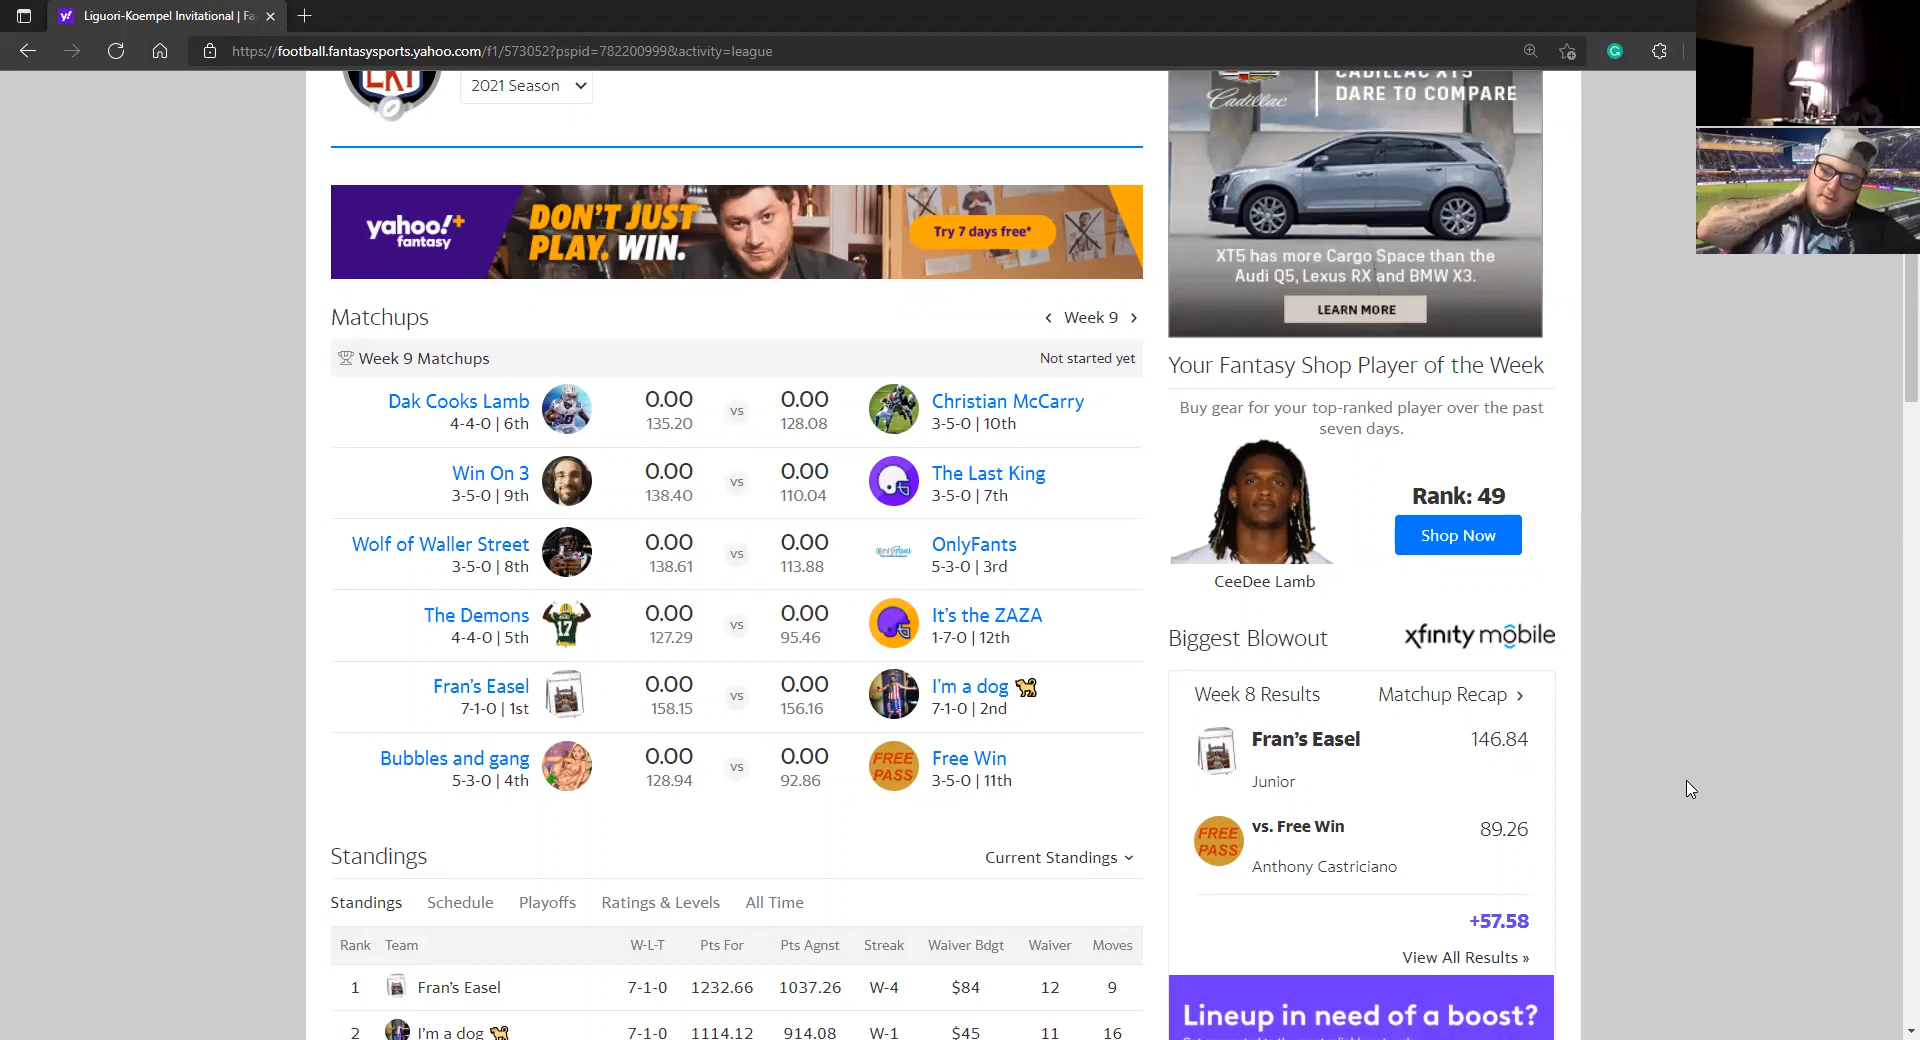 Liguori-Koempel Invitational | Fa
https://football.fantasysports.yahoo.com/f1/573052?pspid=782200999&activity=league
LKI
2021 Season
Cadillac
CADILLAC XT5
DARE TO COMPARE
XT5 has more Cargo Space than the
Audi Q5, Lexus RX and BMW X3.
LEARN MORE
yahoo!+
fantasy
DON'T JUST
PLAY. WIN.
Try 7 days free*
Matchups
Week 9
Week 9 Matchups
Not started yet
Dak Cooks Lamb 0.00 vs 0.00 Christian McCarry
4-4-0 | 6th 135.20 128.08 3-5-0 | 10th
Win On 3 0.00 vs 0.00 The Last King
3-5-0 | 9th 138.40 110.04 3-5-0 | 7th
Wolf of Waller Street 0.00 vs 0.00 OnlyFants
3-5-0 | 8th 138.61 113.88 5-3-0 | 3rd
The Demons 0.00 vs 0.00 It's the ZAZA
4-4-0 | 5th 127.29 95.46 1-7-0 | 12th
17
Fran's Easel 0.00 vs 0.00 I'm a dog 🐕
7-1-0 | 1st 158.15 156.16 7-1-0 | 2nd
Bubbles and gang 0.00 vs 0.00 Free Win
5-3-0 | 4th 128.94 92.86 3-5-0 | 11th
FREE
PASS
Standings
Current Standings
Standings Schedule Playoffs Ratings & Levels All Time
Rank Team W-L-T Pts For Pts Agnst Streak Waiver Bdgt Waiver Moves
1 Fran's Easel 7-1-0 1232.66 1037.26 W-4 $84 12 9
2 I'm a dog 🐕 7-1-0 1114.12 914.08 W-1 $45 11 16
Your Fantasy Shop Player of the Week
Buy gear for your top-ranked player over the past
seven days.
Rank: 49
Shop Now
CeeDee Lamb
Biggest Blowout
xfinity mobile
Week 8 Results
Matchup Recap
Fran's Easel 146.84
Junior
FREE
PASS
vs. Free Win 89.26
Anthony Castriciano
+57.58
View All Results »
Lineup in need of a boost?